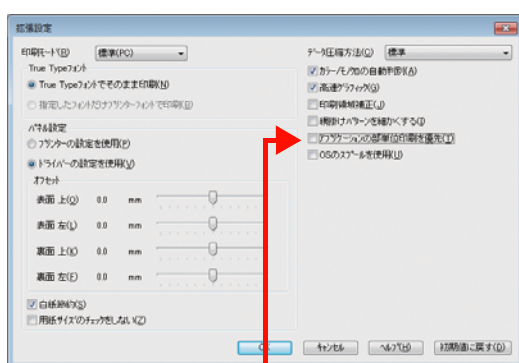 拡張設定
印刷モード(B) 標準(PC)
True Typeフォント
True Typeフォントでそのまま印刷(N)
指定したフォントだけプリンターフォントで印刷(G)
パネル設定
プリンターの設定を使用(P)
ドライバーの設定を使用(V)
オフセット
表面 上(O) 0.0 mm
表面 左(L) 0.0 mm
裏面 上(K) 0.0 mm
裏面 左(F) 0.0 mm
白紙節約(S)
用紙サイズのチェックをしない(Z)
データ圧縮方法(C) 標準
カラー/モノクロの自動判別(A)
高速グラフィック(G)
印刷領域補正(J)
網掛けパターンを細かくする(I)
アプリケーションの部単位印刷を優先(T)
OSのスプールを使用(U)
OK キャンセル ヘルプ(H) 初期値に戻す(D)